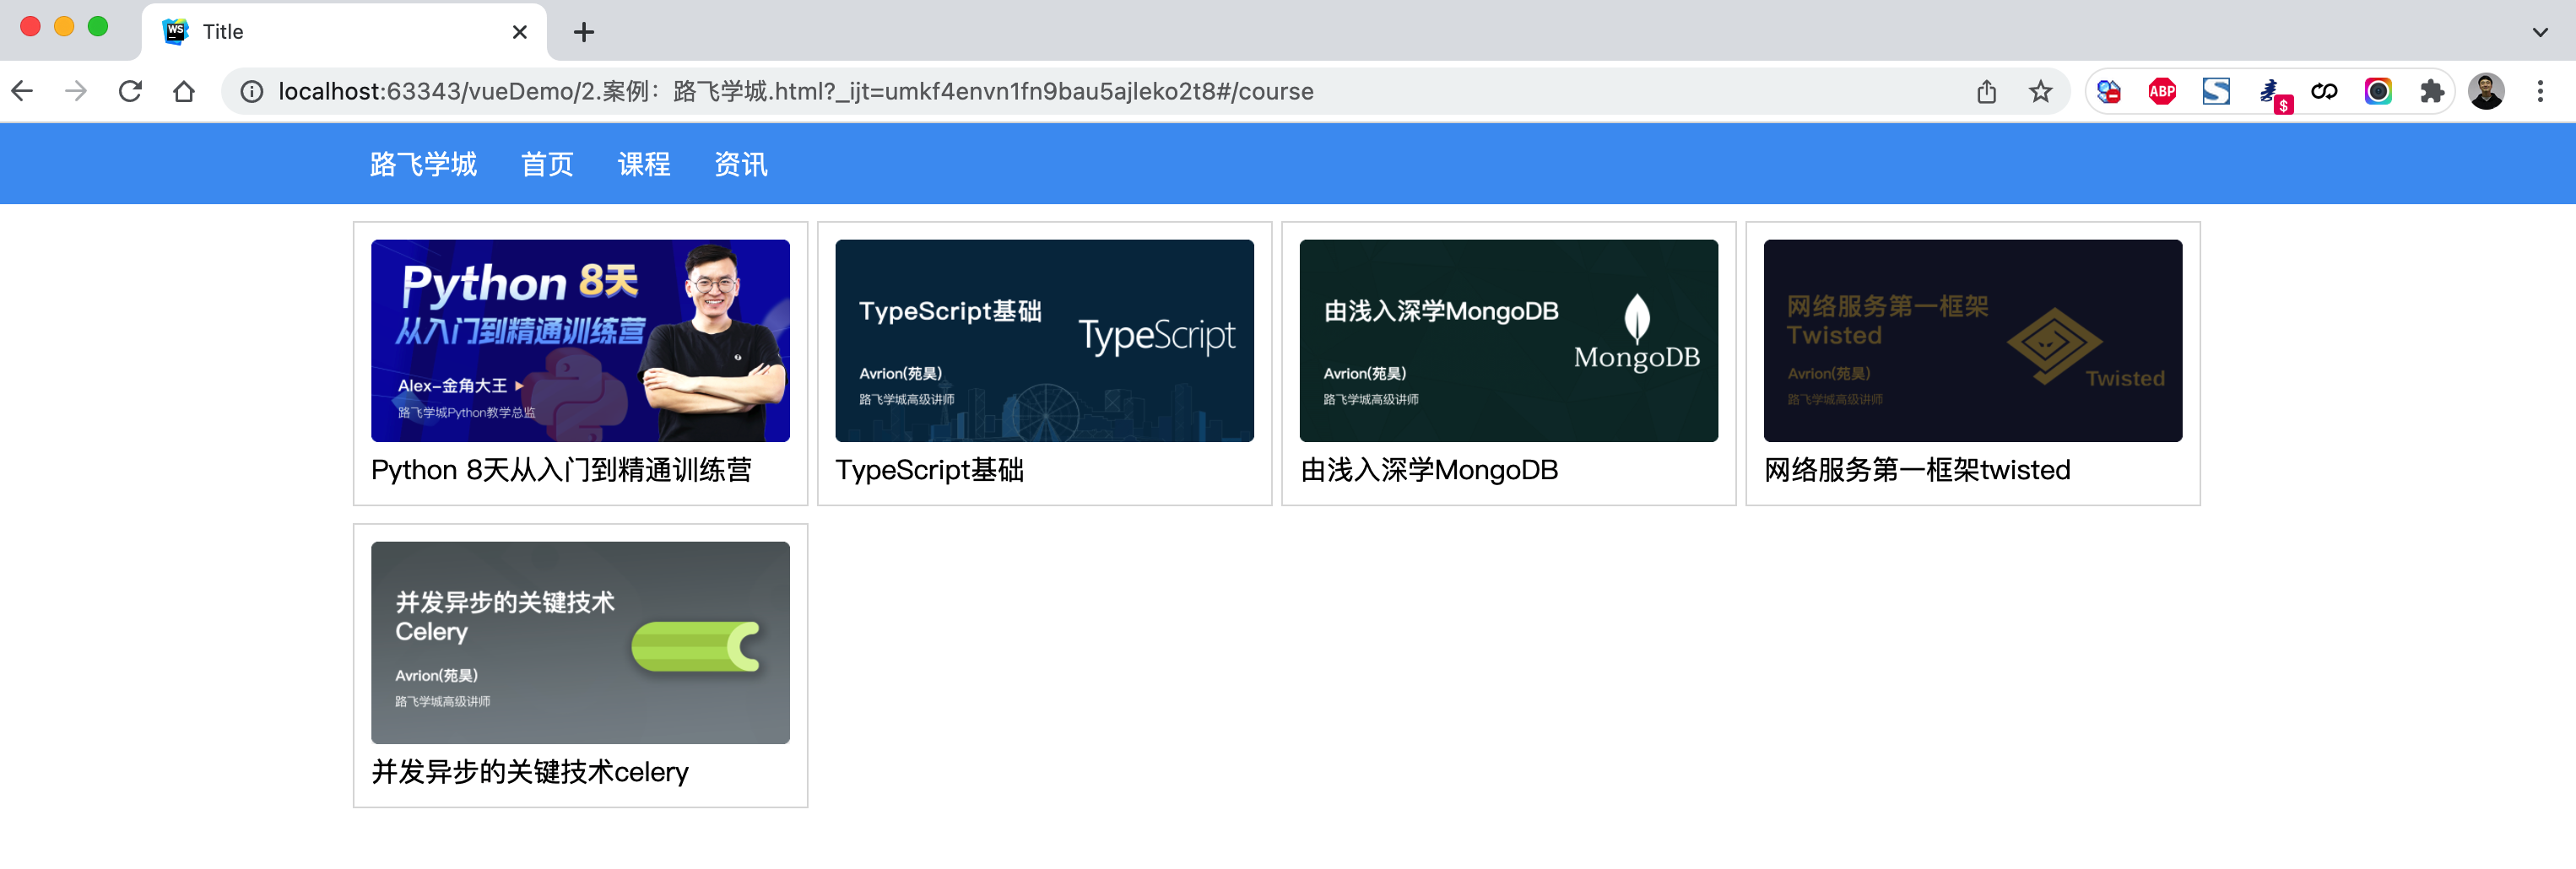 WS
Title
localhost:63343/vueDemo/2.案例：路飞学城.html?_ijt=umkf4envn1fn9bau5ajleko2t8#/course
ABP
$
路飞学城 首页 课程 资讯
Python 8天
从入门到精通训练营
Alex-金角大王
路飞学城Python教学总监
Python 8天从入门到精通训练营
TypeScript基础
TypeScript
Avrion(苑昊)
路飞学城高级讲师
TypeScript基础
由浅入深学MongoDB
MongoDB
Avrion(苑昊)
路飞学城高级讲师
由浅入深学MongoDB
网络服务第一框架
Twisted
Twisted
Avrion(苑昊)
路飞学城高级讲师
网络服务第一框架twisted
并发异步的关键技术
Celery
Avrion(苑昊)
路飞学城高级讲师
并发异步的关键技术celery